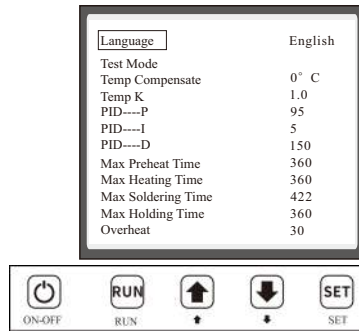 Language English
Test Mode
Temp Compensate 0° C
Temp K 1.0
PID----P 95
PID----I 5
PID----D 150
Max Preheat Time 360
Max Heating Time 360
Max Soldering Time 422
Max Holding Time 360
Overheat 30
RUN SET
ON-OFF RUN SET